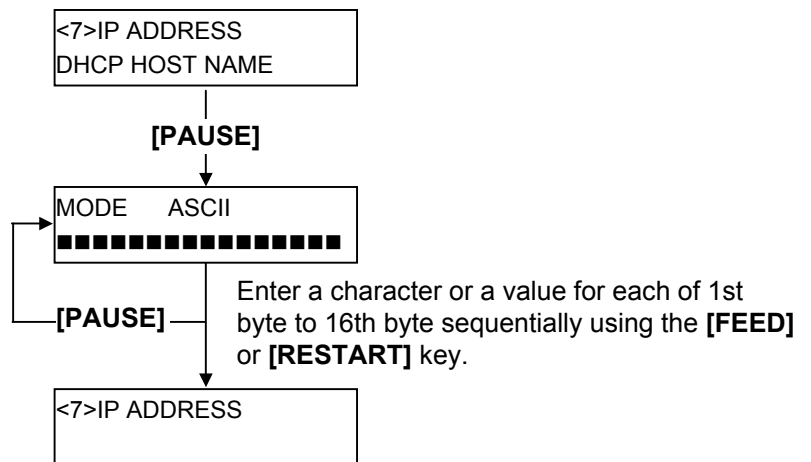 <7>IP ADDRESS
DHCP HOST NAME
[PAUSE]
MODE ASCII
■■■■■■■■■■■■■■■■
[PAUSE]
Enter a character or a value for each of 1st
byte to 16th byte sequentially using the [FEED]
or [RESTART] key.
<7>IP ADDRESS